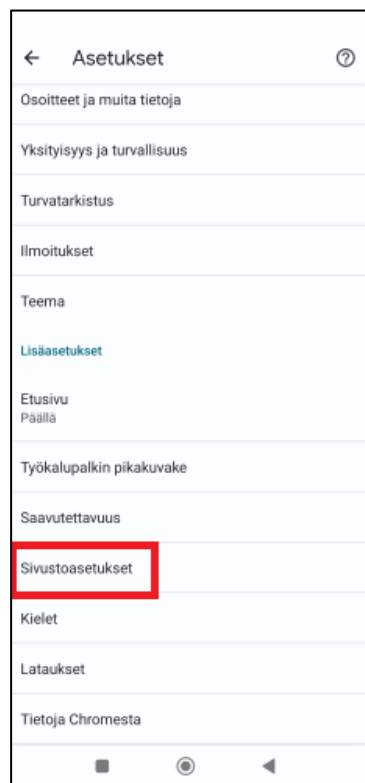 Asetukset
Osoitteet ja muita tietoja
Yksityisyys ja turvallisuus
Turvatarkistus
Ilmoitukset
Teema
Lisäasetukset
Etusivu
Päällä
Työkalupalkin pikakuvake
Saavutettavuus
Sivustoasetukset
Kielet
Lataukset
Tietoja Chromesta